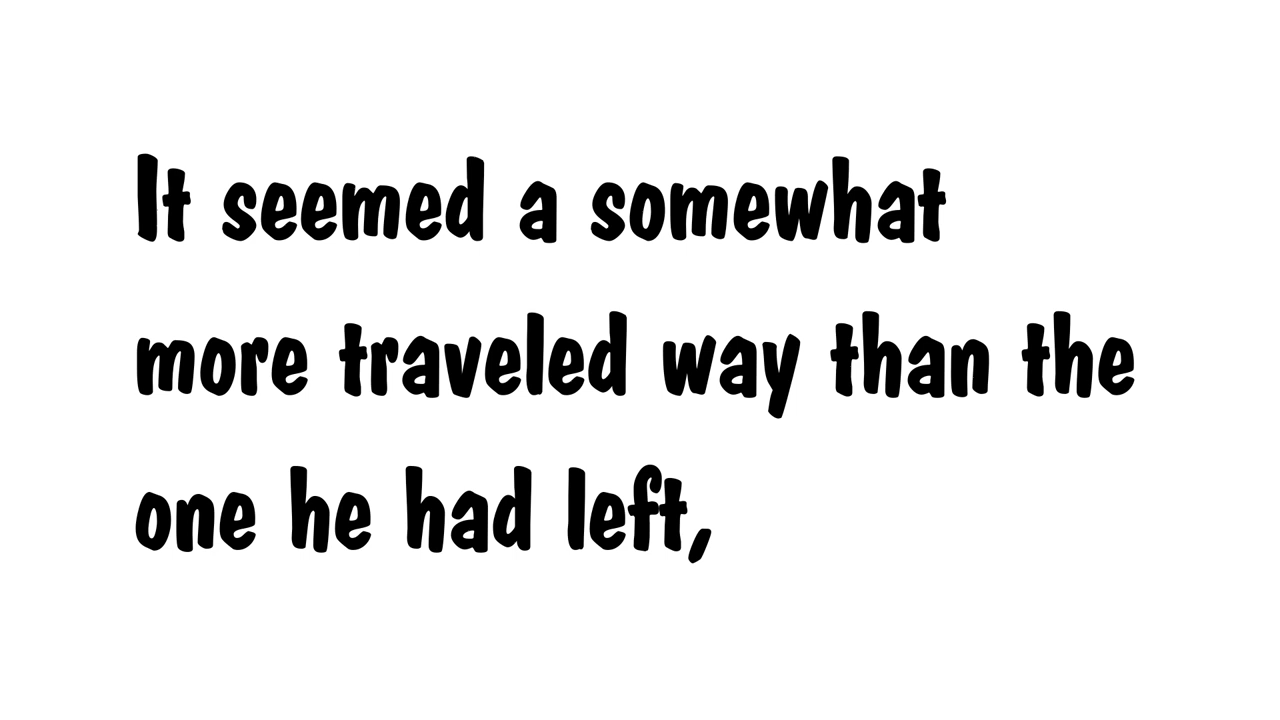 It seemed a somewhat
more traveled way than the
one he had left,